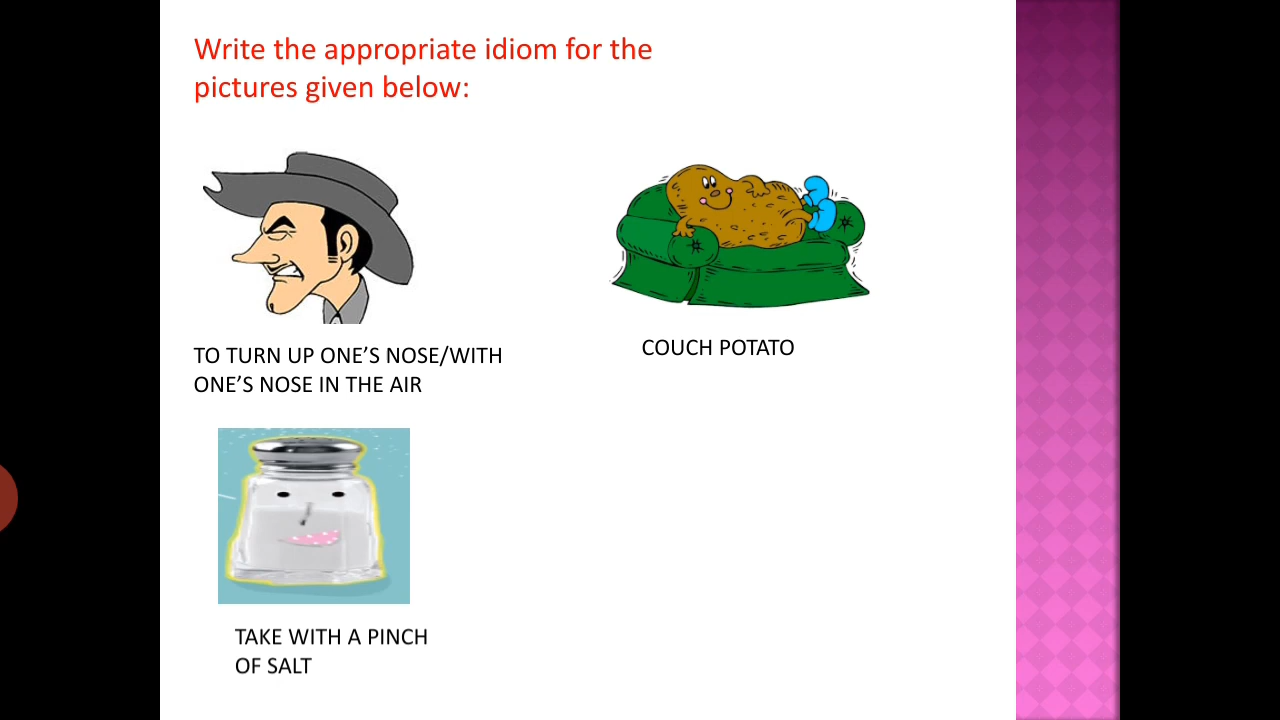 Write the appropriate idiom for the
pictures given below:
TO TURN UP ONE’S NOSE/WITH
ONE’S NOSE IN THE AIR
COUCH POTATO
TAKE WITH A PINCH
OF SALT